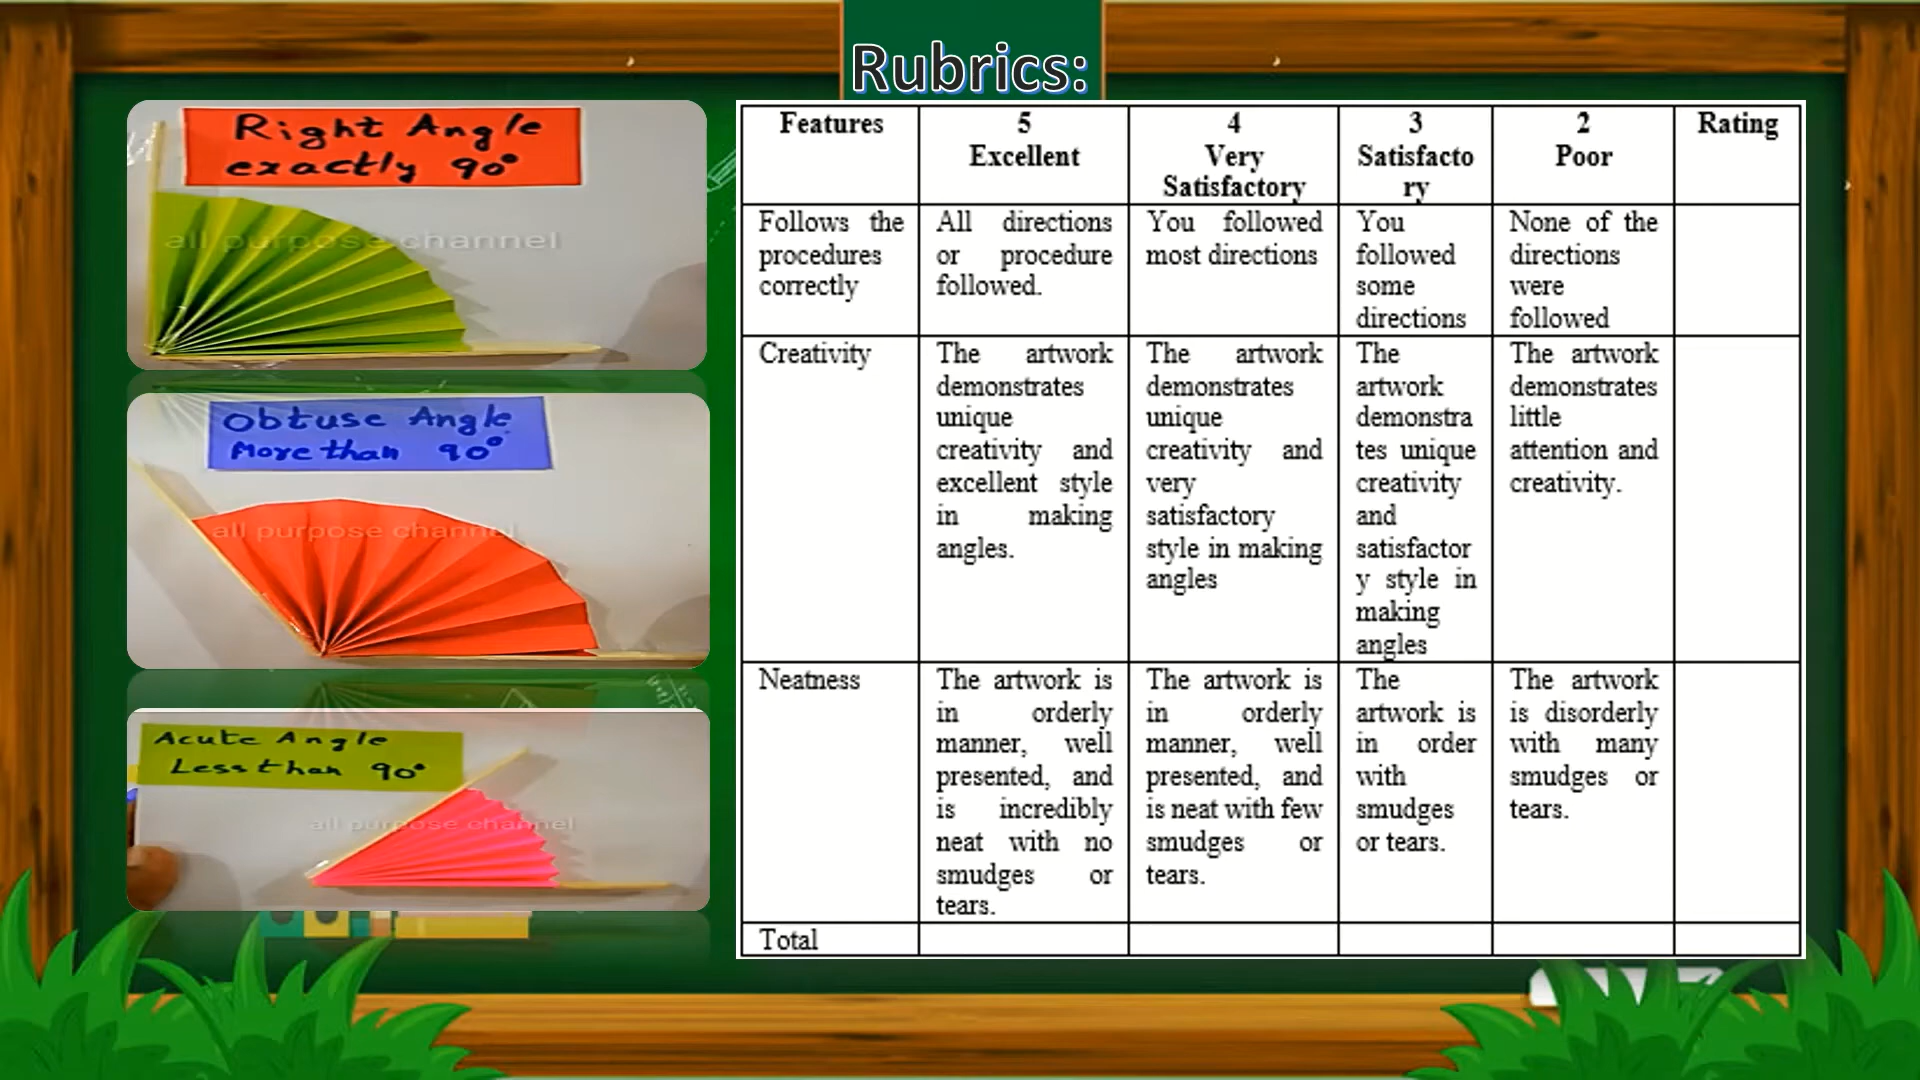 Rubrics:
Right Angle
exactly 90°
all purpose channel
Obtuse Angle
More than 90°
all purpose channel
Acute Angle
Less than 90°
all purpose channel
Features
5
Excellent
4
Very
Satisfactory
3
Satisfacto
ry
2
Poor
Rating
Follows the
procedures
correctly
All directions
or procedure
followed.
You followed
most directions
You
followed
some
directions
None of the
directions
were
followed
Creativity
The artwork
demonstrates
unique
creativity and
excellent style
in making
angles.
The artwork
demonstrates
unique
creativity and
very
satisfactory
style in making
angles
The
artwork
demonstra
tes unique
creativity
and
satisfactor
y style in
making
angles
The artwork
demonstrates
little
attention and
creativity.
Neatness
The artwork is
in orderly
manner, well
presented, and
is incredibly
neat with no
smudges or
tears.
The artwork is
in orderly
manner, well
presented, and
is neat with few
smudges or
tears.
The
artwork is
in order
with
smudges
or tears.
The artwork
is disorderly
with many
smudges or
tears.
Total